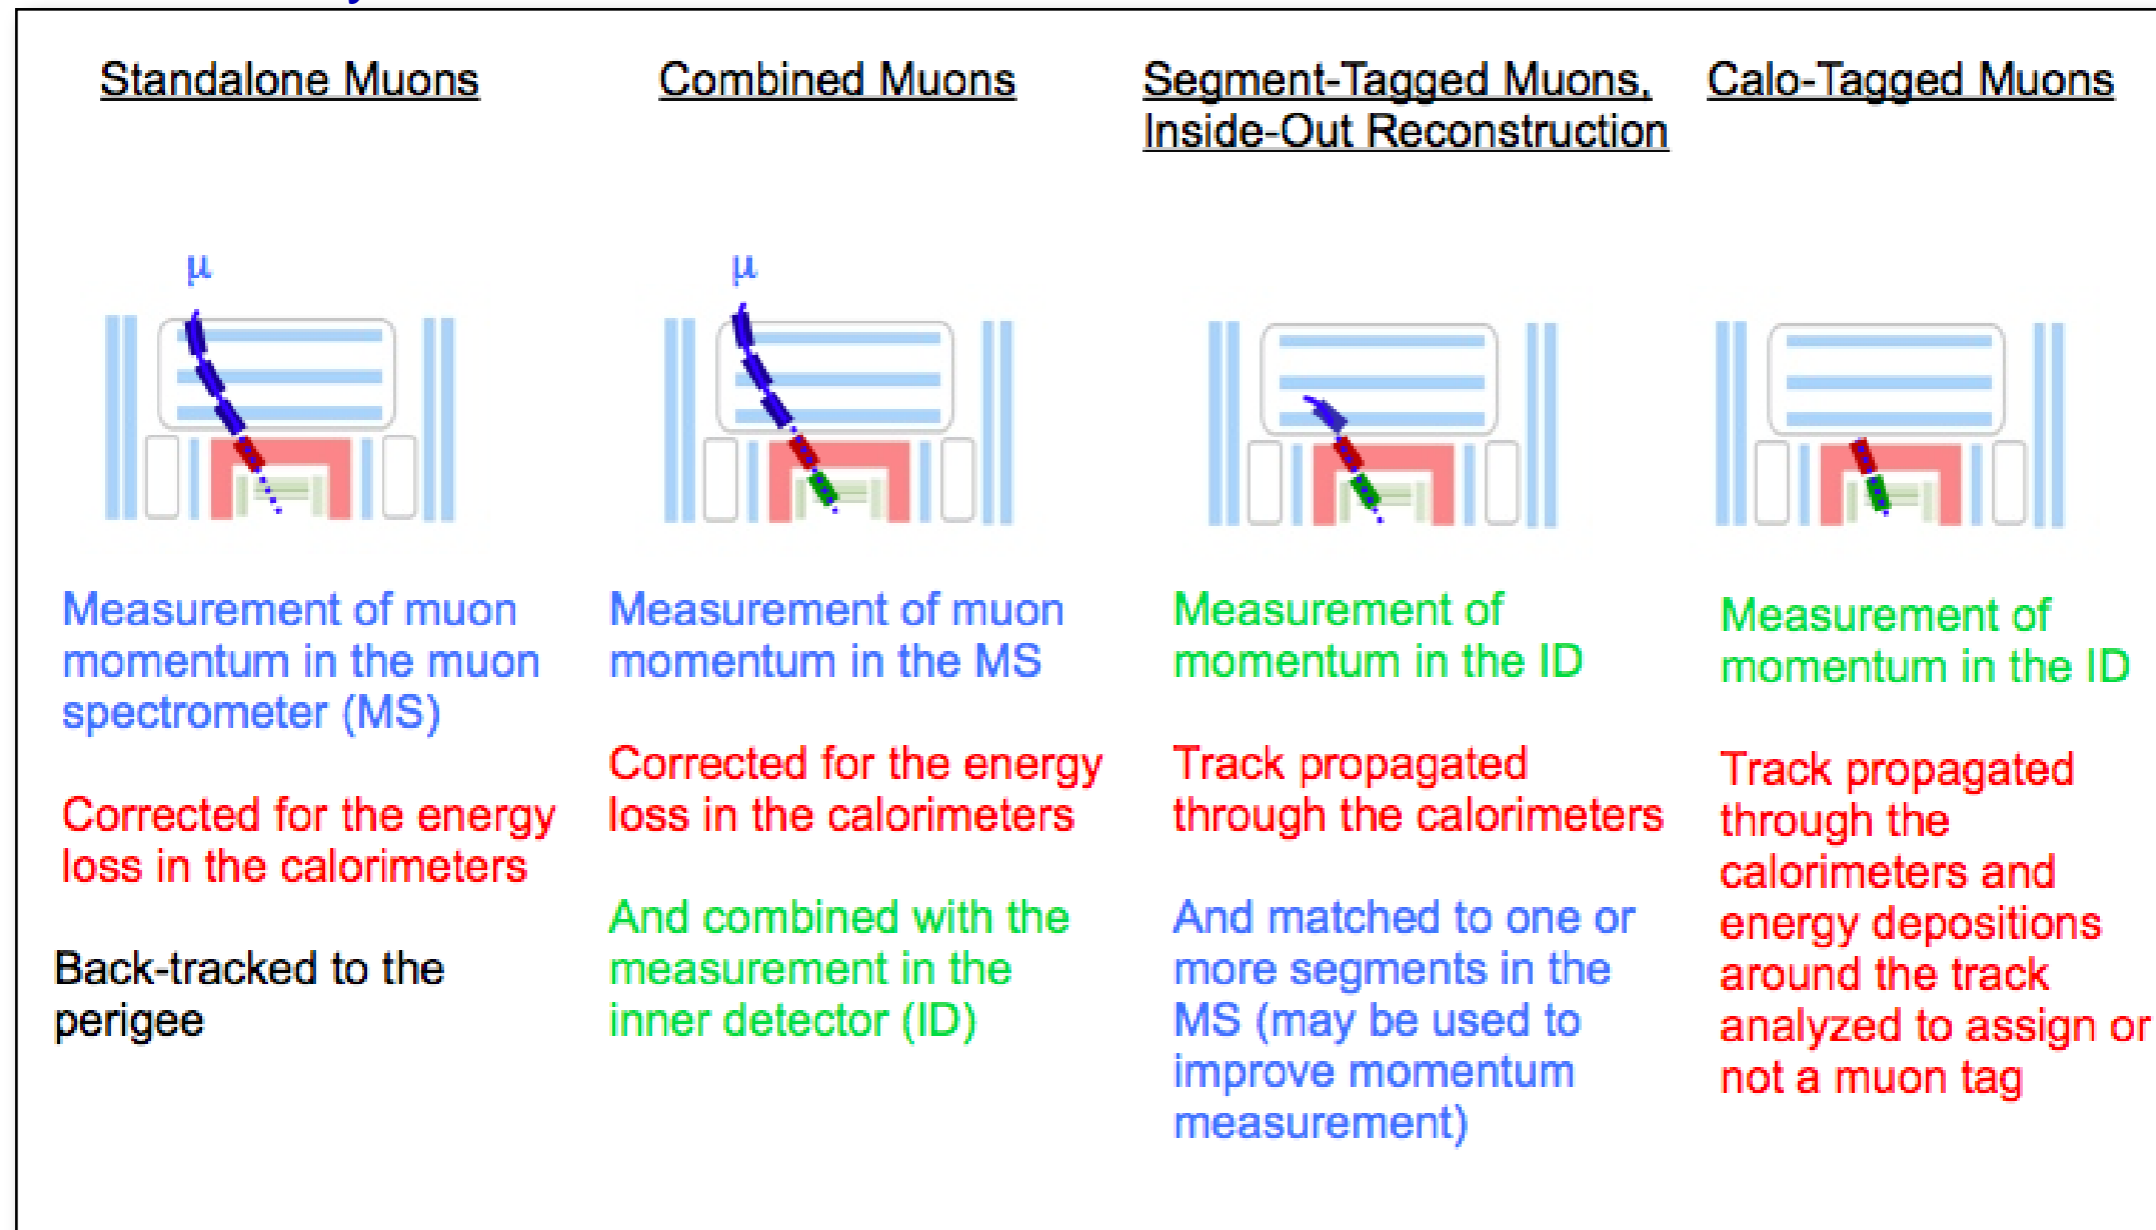 Standalone Muons
Combined Muons
Segment-Tagged Muons,
Inside-Out Reconstruction
Calo-Tagged Muons
μ
μ
Measurement of muon
momentum in the muon
spectrometer (MS)
Corrected for the energy
loss in the calorimeters
Back-tracked to the
perigee
Measurement of muon
momentum in the MS
Corrected for the energy
loss in the calorimeters
And combined with the
measurement in the
inner detector (ID)
Measurement of
momentum in the ID
Track propagated
through the calorimeters
And matched to one or
more segments in the
MS (may be used to
improve momentum
measurement)
Measurement of
momentum in the ID
Track propagated
through the
calorimeters and
energy depositions
around the track
analyzed to assign or
not a muon tag